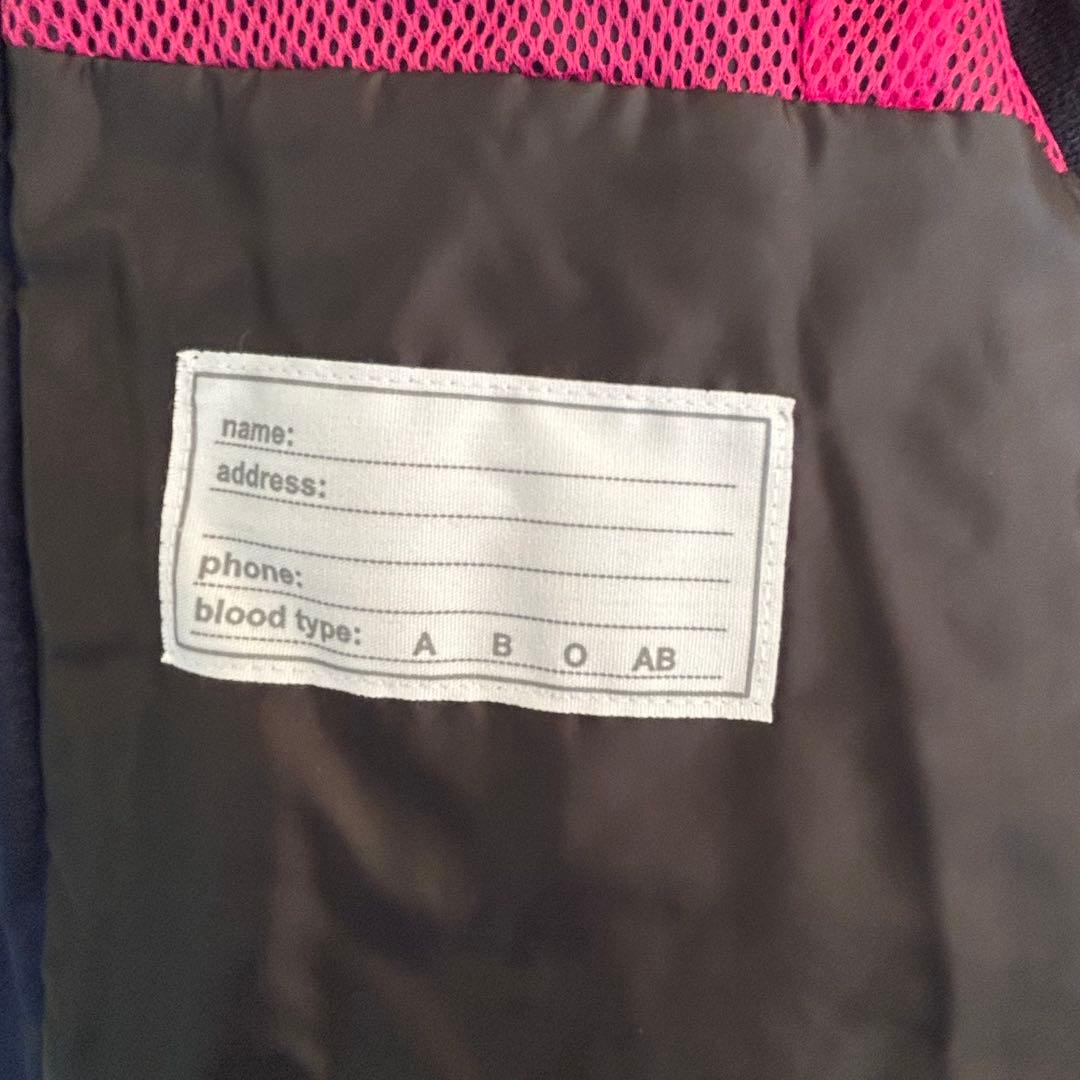 name:
address:
phone:
blood type: A B O AB